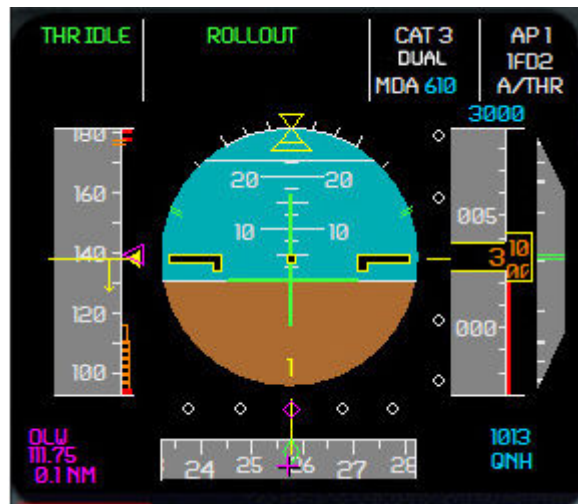 THR IDLE ROLLOUT CAT 3 AP 1
DUAL 1FD2
MDA 610 A/THR
3000
180
160
140
120
100
20 20
10 10
005
3 10
00
000
1
OLW
111.75
0.1 NM
24 25 26 27 28
1013
QNH